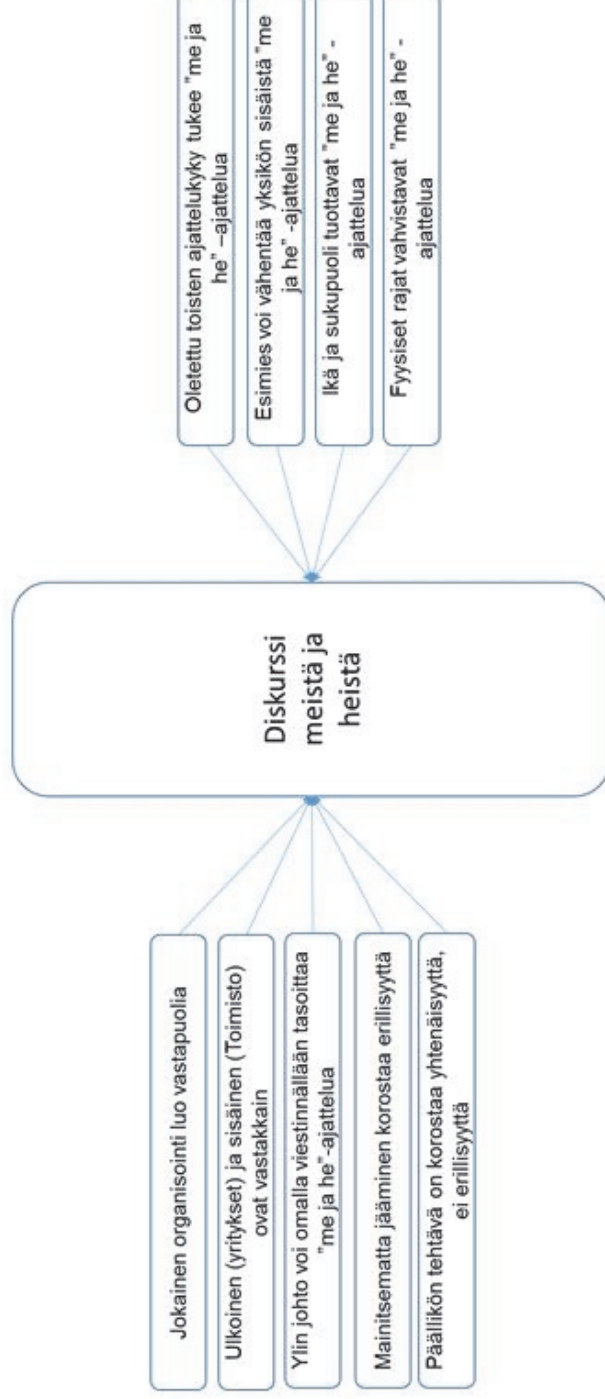 Jokainen organisointi luo vastapuolia
Ulkoinen (yritykset) ja sisäinen (Toimisto)
ovat vastakkain
Ylin johto voi omalla viestinnällään tasoittaa
"me ja he"-ajattelua
Mainitsematta jääminen korostaa erillisyyttä
Päällikön tehtävä on korostaa yhtenäisyyttä,
ei erillisyyttä
Diskurssi
meistä ja
heistä
Oletettu toisten ajattelukyky tukee "me ja
he" –ajattelua
Esimies voi vähentää yksikön sisäistä "me
ja he" -ajattelua
Ikä ja sukupuoli tuottavat "me ja he" -
ajattelua
Fyysiset rajat vahvistavat "me ja he" -
ajattelua